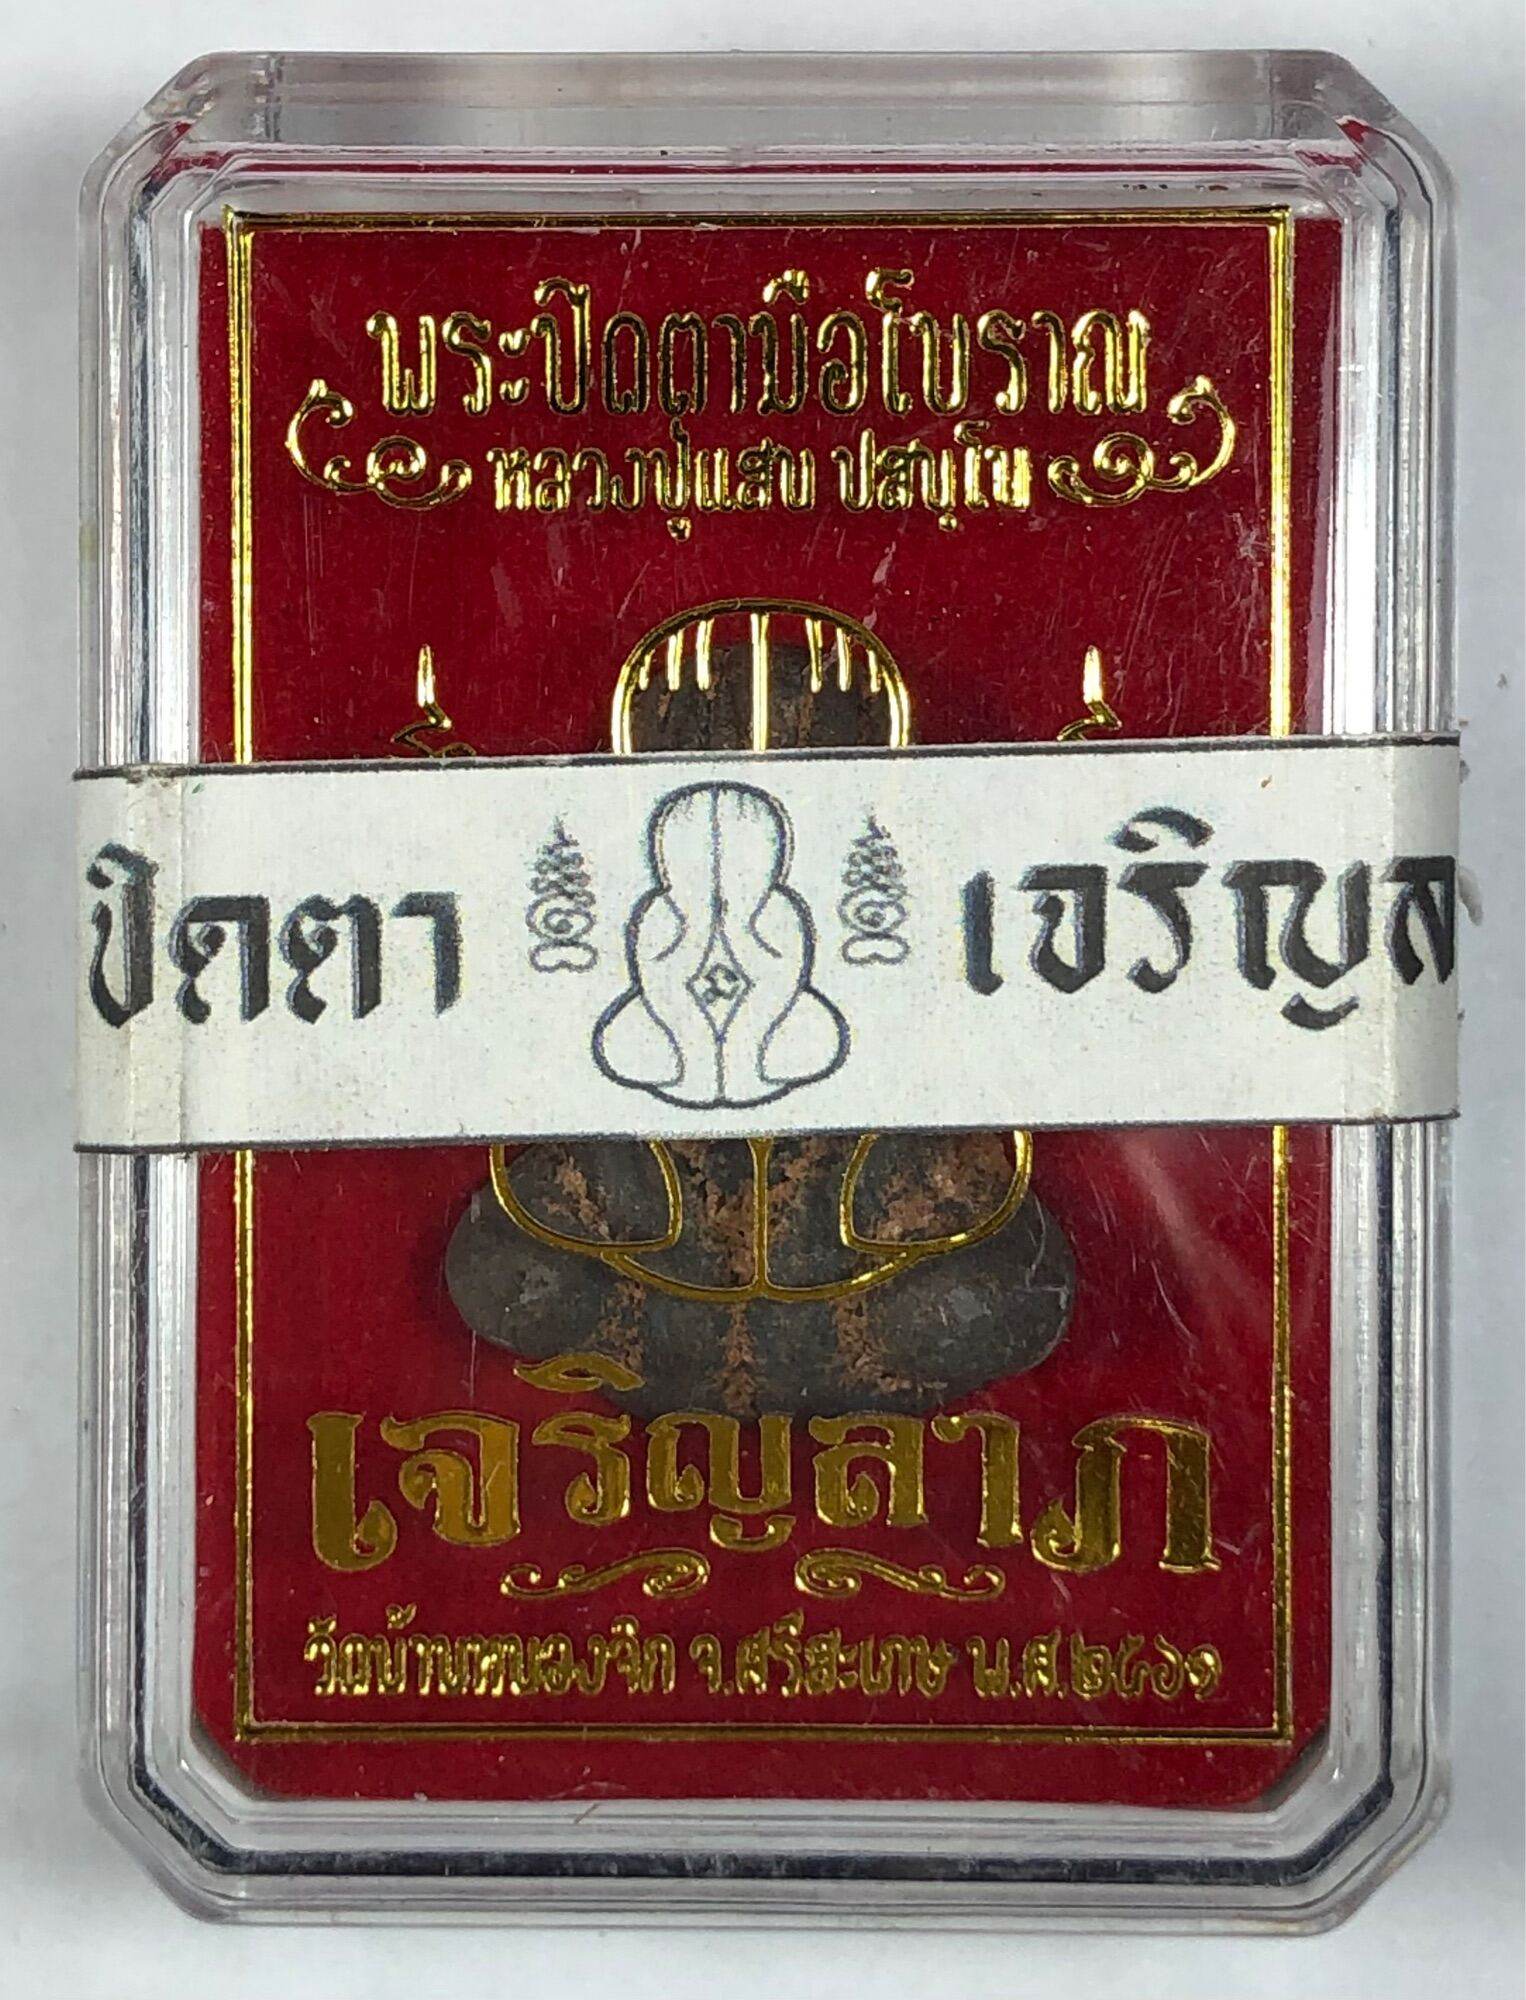 พระปิดตามือโบราณ
หลวงปู่แสน ปสนฺโน
ปิดตา เจริญล
เจริญลาภ
วัดบ้านหนองจิก จ.ศรีสะเกษ พ.ศ.๒๕๖๑